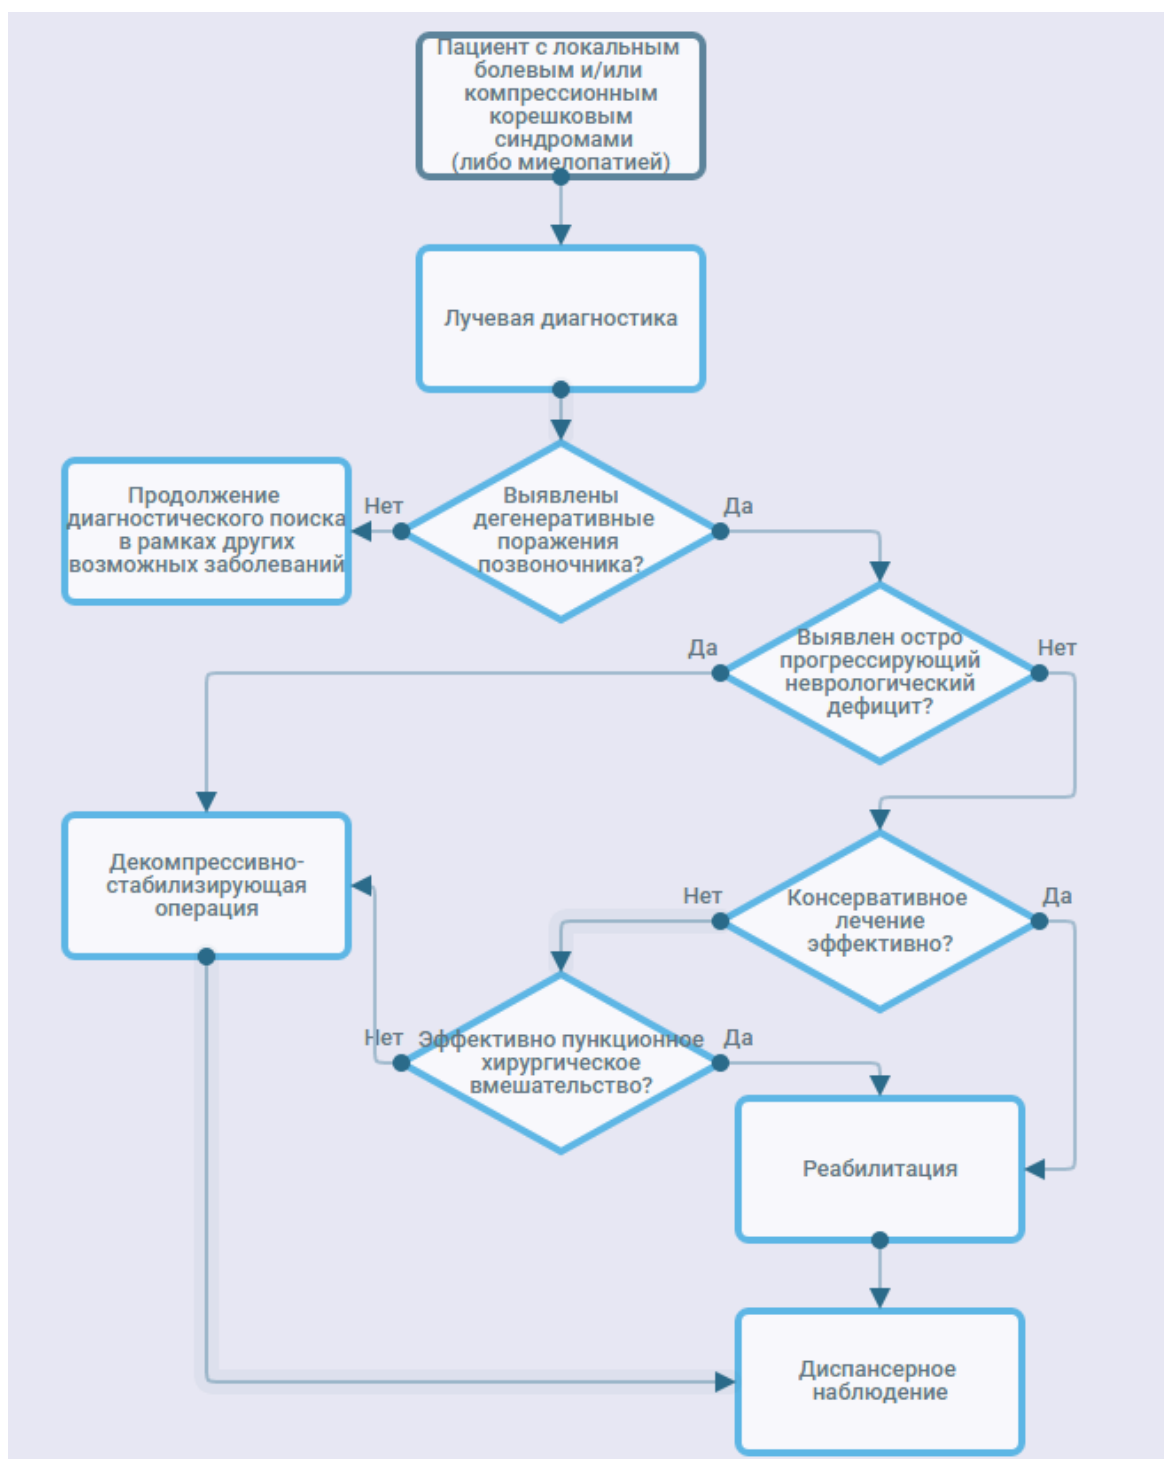 Пациент с локальным
болевым и/или
компрессионным
корешковым
синдромами
(либо миелопатией)
Лучевая диагностика
Продолжение
диагностического поиска
в рамках других
возможных заболеваний
Нет
Выявлены
дегенеративные
поражения
позвоночника?
Да
Да
Выявлен остро
прогрессирующий
неврологический
дефицит?
Нет
Декомпрессивно-
стабилизирующая
операция
Нет
Консервативное
лечение
эффективно?
Да
Нет
Эффективно пункционное
хирургическое
вмешательство?
Да
Реабилитация
Диспансерное
наблюдение